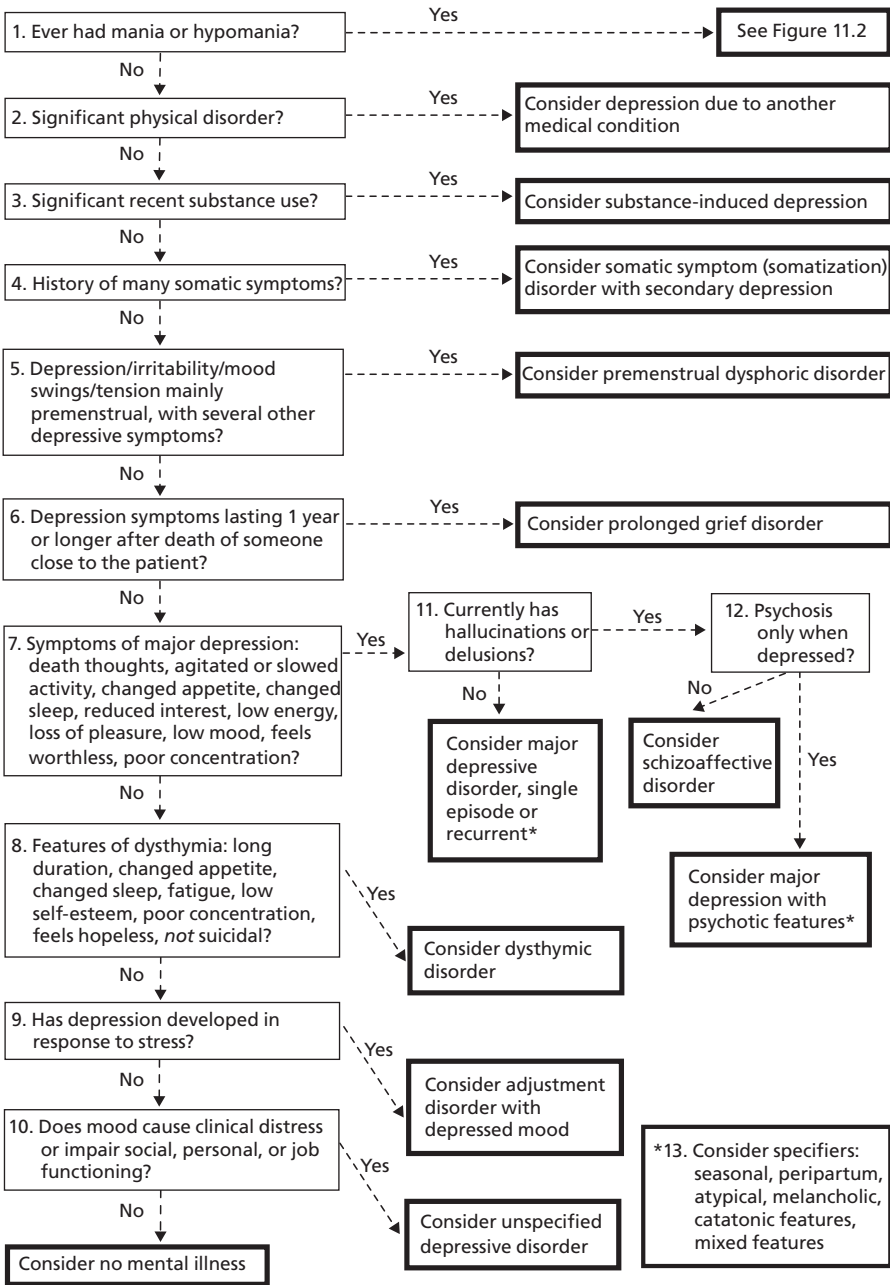 1. Ever had mania or hypomania?
Yes
See Figure 11.2
No
2. Significant physical disorder?
Yes
Consider depression due to another
medical condition
No
3. Significant recent substance use?
Yes
Consider substance-induced depression
No
4. History of many somatic symptoms?
Yes
Consider somatic symptom (somatization)
disorder with secondary depression
No
5. Depression/irritability/mood
swings/tension mainly
premenstrual, with several other
depressive symptoms?
Yes
Consider premenstrual dysphoric disorder
No
6. Depression symptoms lasting 1 year
or longer after death of someone
close to the patient?
Yes
Consider prolonged grief disorder
No
7. Symptoms of major depression:
death thoughts, agitated or slowed
activity, changed appetite, changed
sleep, reduced interest, low energy,
loss of pleasure, low mood, feels
worthless, poor concentration?
Yes
11. Currently has
hallucinations or
delusions?
Yes
12. Psychosis
only when
depressed?
No
Consider major
depressive
disorder, single
episode or
recurrent*
No
Consider
schizoaffective
disorder
Yes
Consider major
depression with
psychotic features*
No
8. Features of dysthymia: long
duration, changed appetite,
changed sleep, fatigue, low
self-esteem, poor concentration,
feels hopeless, not suicidal?
Yes
Consider dysthymic
disorder
No
9. Has depression developed in
response to stress?
Yes
Consider adjustment
disorder with
depressed mood
No
10. Does mood cause clinical distress
or impair social, personal, or job
functioning?
Yes
Consider unspecified
depressive disorder
No
Consider no mental illness
*13. Consider specifiers:
seasonal, peripartum,
atypical, melancholic,
catatonic features,
mixed features